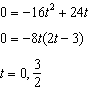 0 = −16t² + 24t
0 = −8t(2t − 3)
t = 0, 3/2